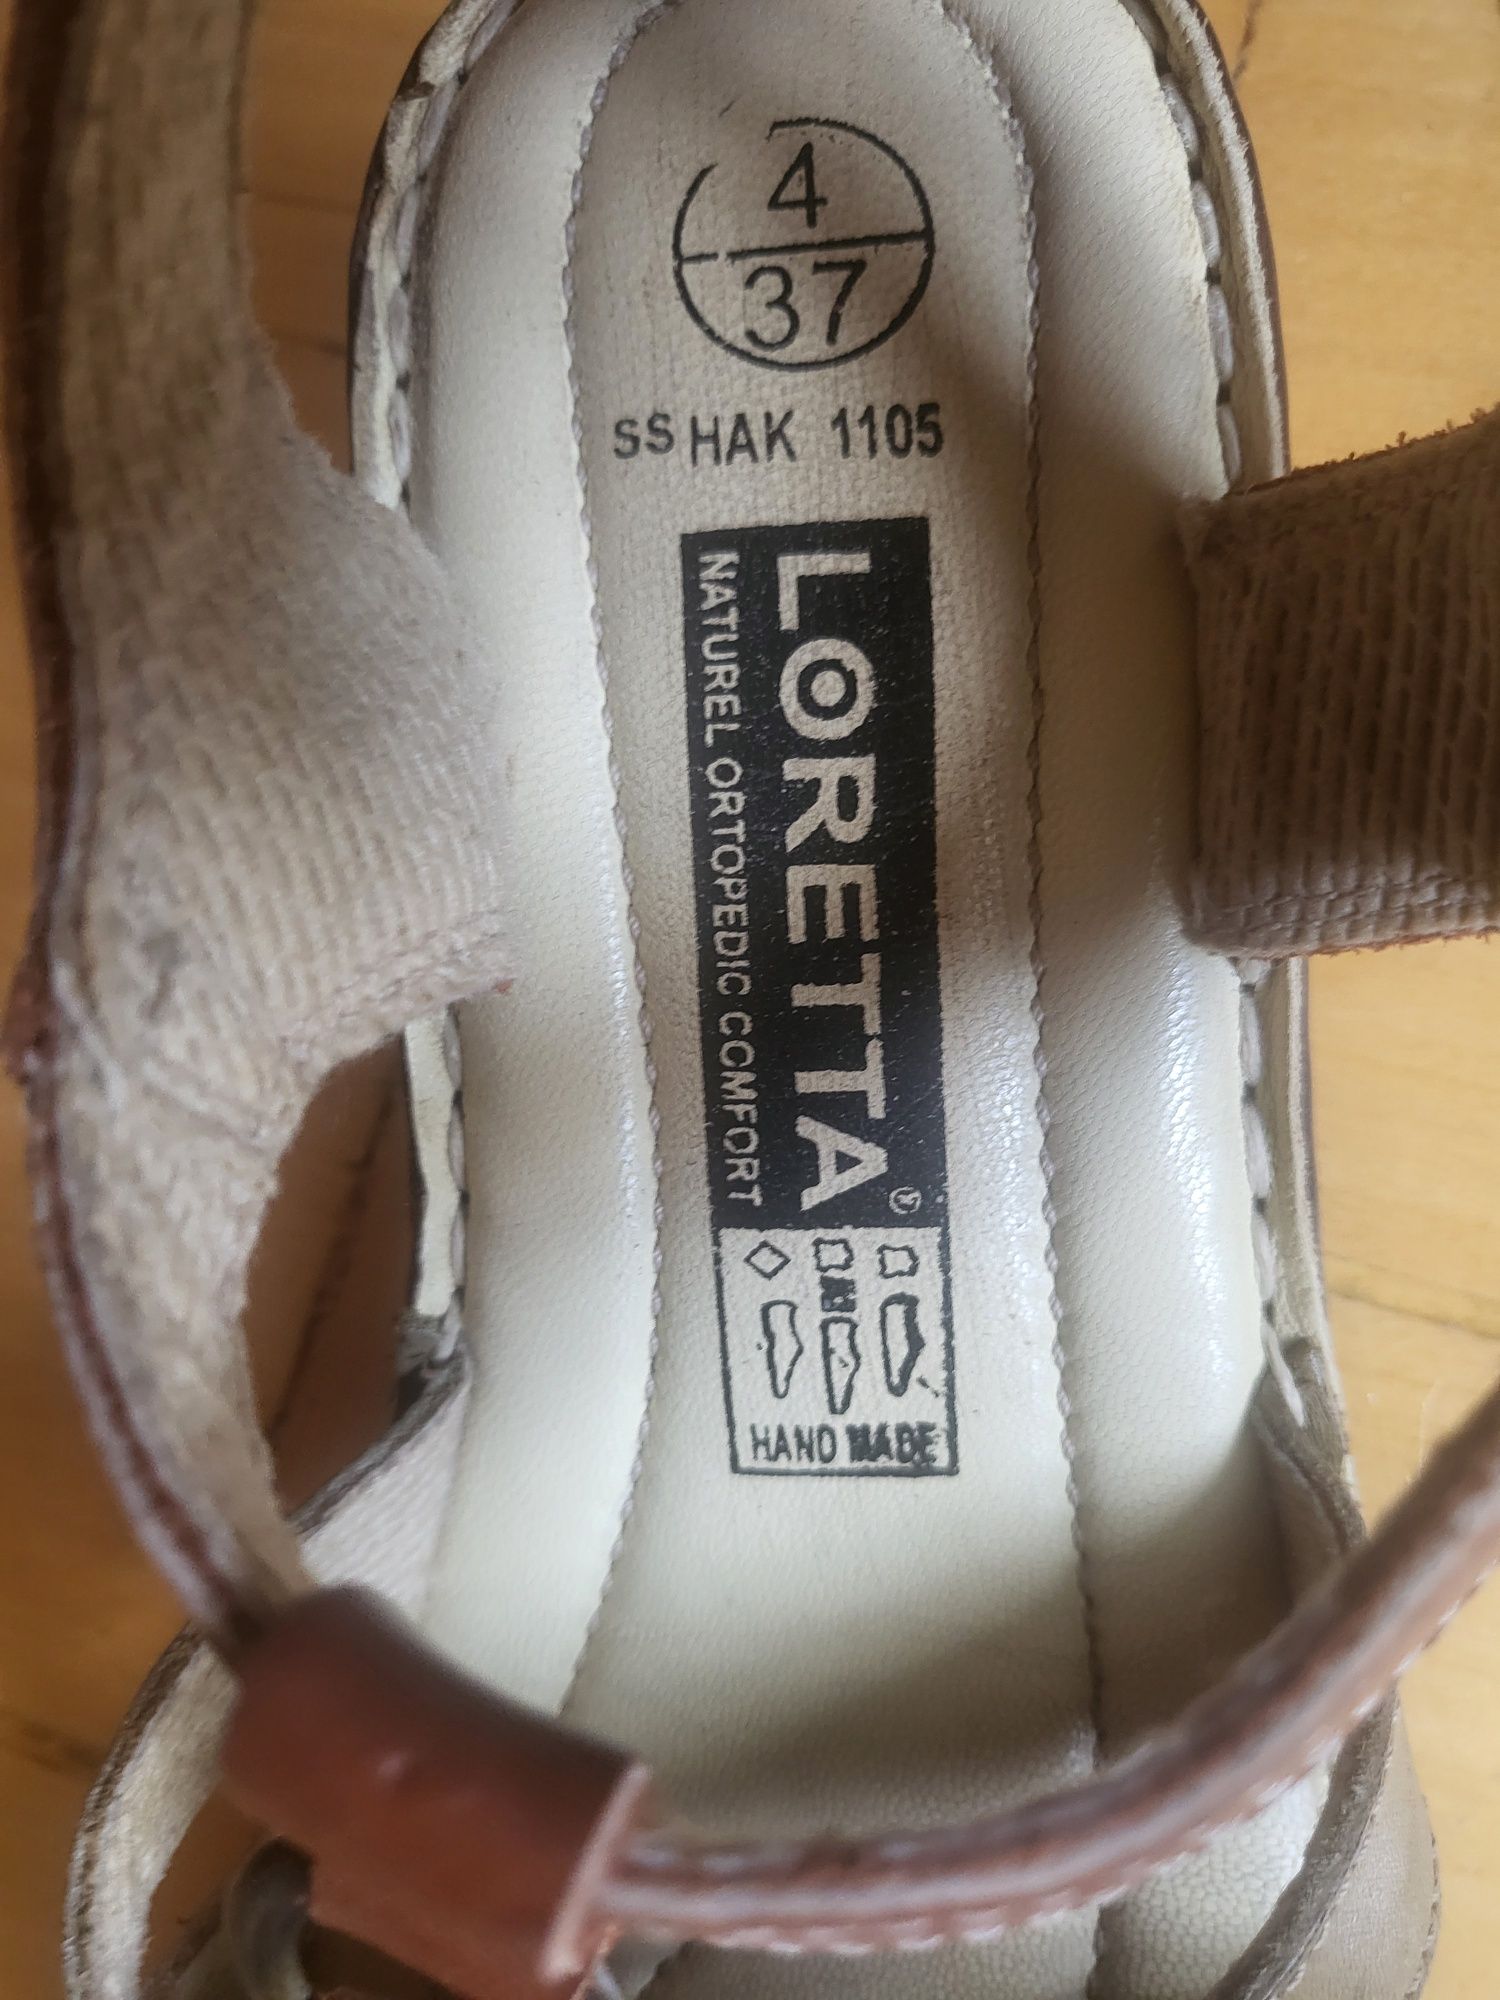 4
37
SS HAK 1105
LORETTA®
NATUREL ORTOPEDIC COMFORT
HAND MADE